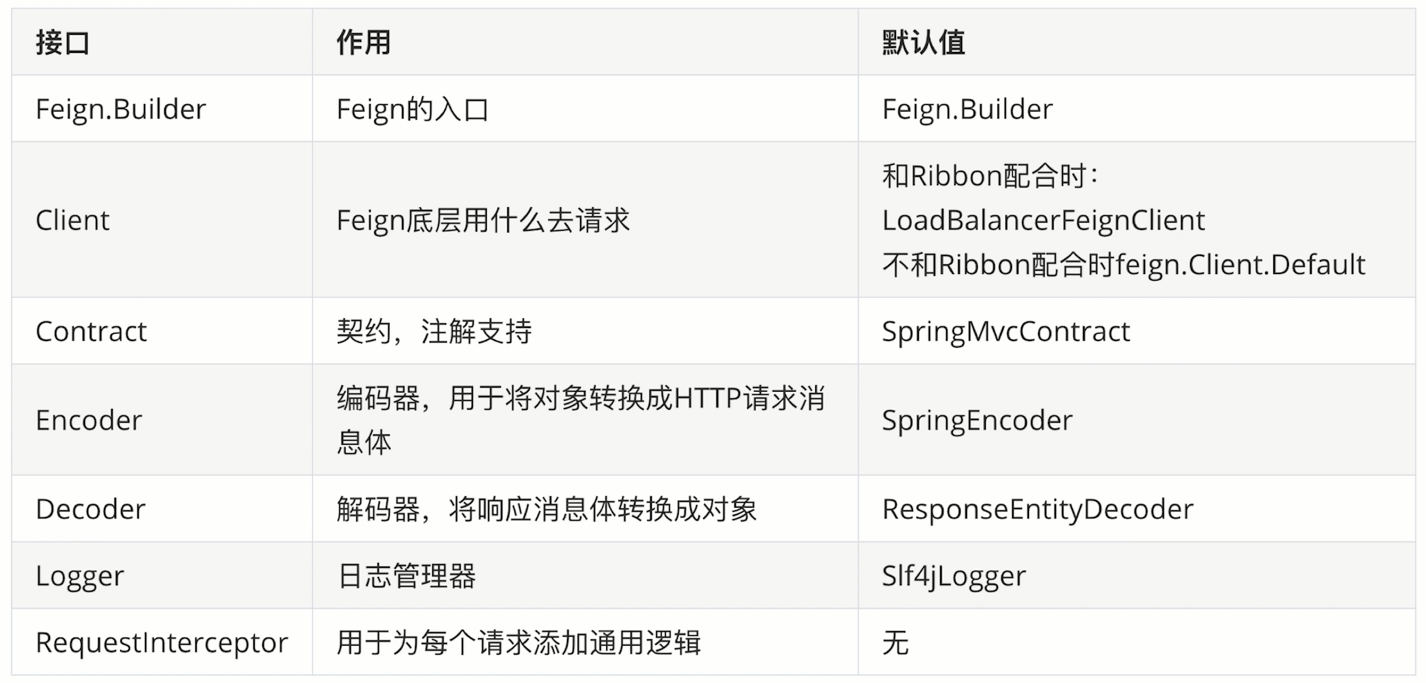 接口 作用 默认值
Feign.Builder Feign的入口 Feign.Builder
Client Feign底层用什么去请求 和Ribbon配合时：
LoadBalancerFeignClient
不和Ribbon配合时feign.Client.Default
Contract 契约，注解支持 SpringMvcContract
Encoder 编码器，用于将对象转换成HTTP请求消
息体 SpringEncoder
Decoder 解码器，将响应消息体转换成对象 ResponseEntityDecoder
Logger 日志管理器 Slf4jLogger
RequestInterceptor 用于为每个请求添加通用逻辑 无